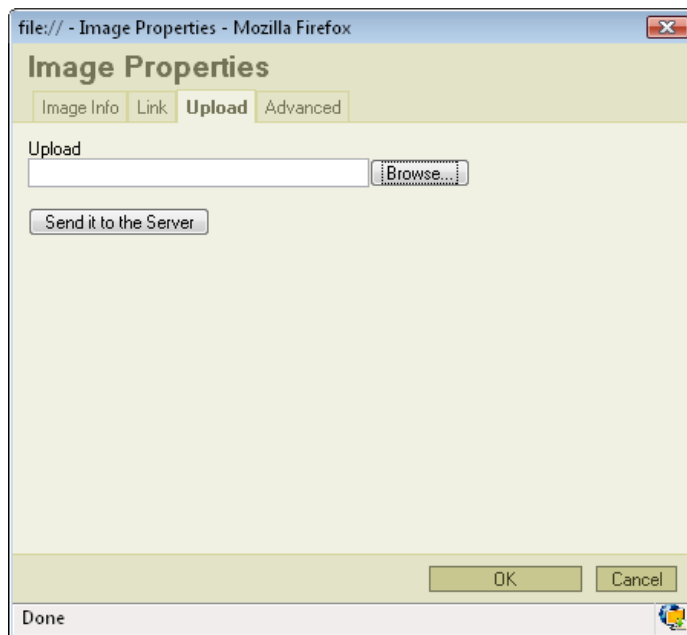 file:// - Image Properties - Mozilla Firefox
Image Properties
Image Info Link Upload Advanced
Upload
Browse...
Send it to the Server
OK Cancel
Done